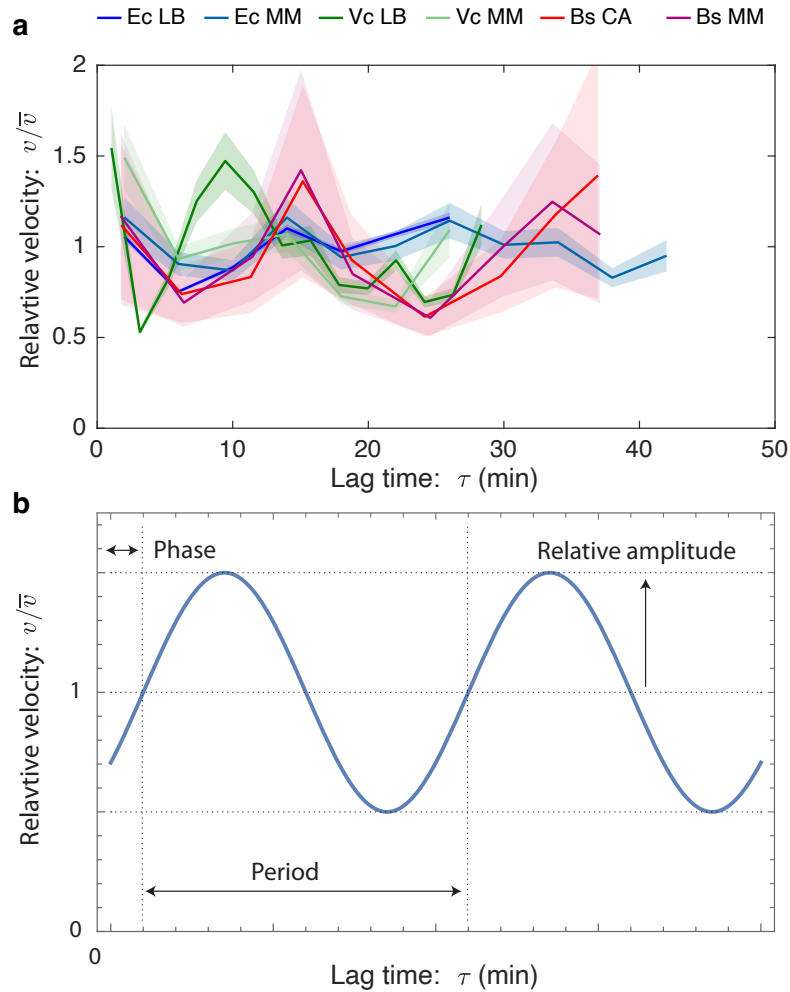 a
Ec LB Ec MM Vc LB Vc MM Bs CA Bs MM
2
1.5
1
0.5
0
0 10 20 30 40 50
Relavtive velocity: v/v̅
Lag time: τ (min)
b
Phase
Relative amplitude
1
Period
0
0
Relavtive velocity: v/v̅
Lag time: τ (min)